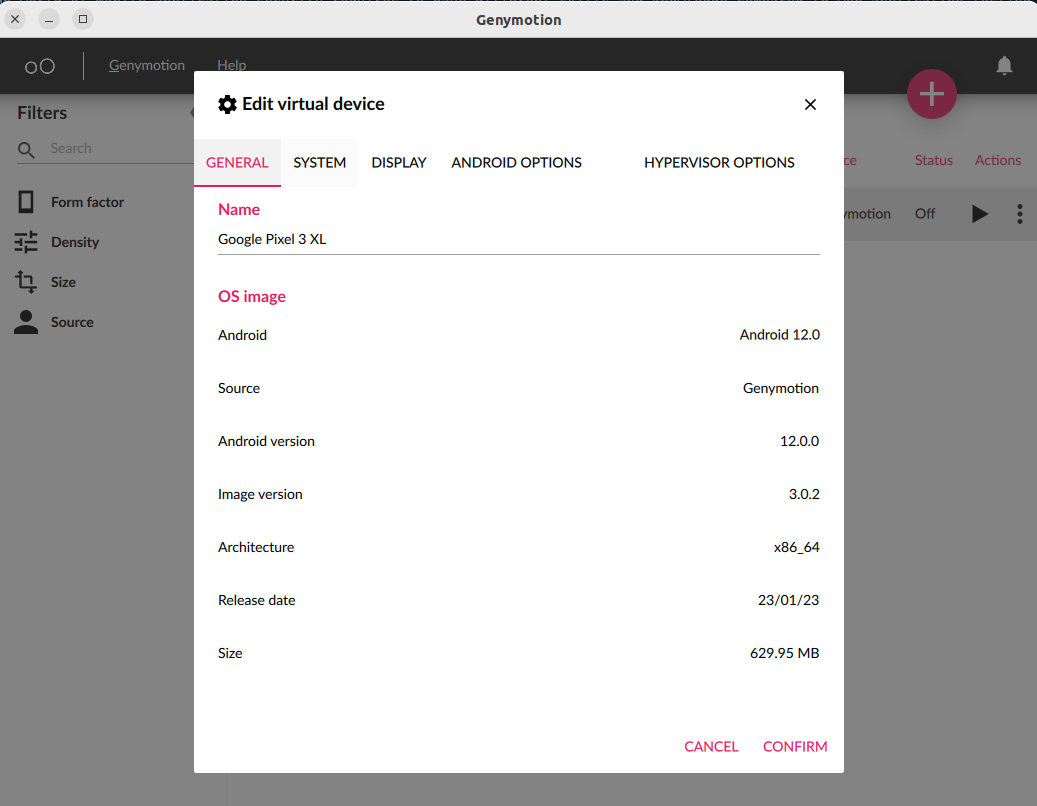 Genymotion
Genymotion Help
Filters
Edit virtual device
Search
GENERAL SYSTEM DISPLAY ANDROID OPTIONS HYPERVISOR OPTIONS
ce Status Actions
Form factor
Name
ymotion Off
Google Pixel 3 XL
Density
Size
OS image
Source
Android Android 12.0
Source Genymotion
Android version 12.0.0
Image version 3.0.2
Architecture x86_64
Release date 23/01/23
Size 629.95 MB
CANCEL CONFIRM